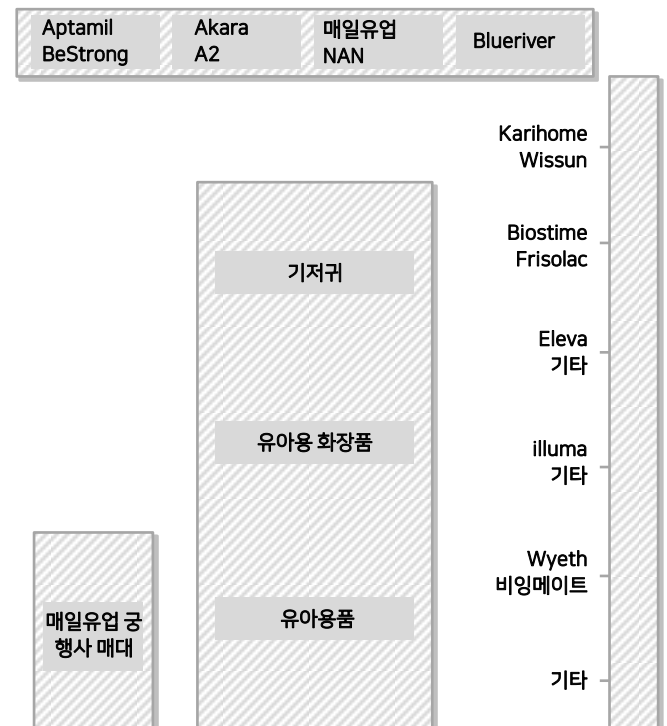 Aptamil
BeStrong
Akara
A2
매일유업
NAN
Blueriver
Karihome
Wissun
Biostime
Frisolac
기저귀
Eleva
기타
유아용 화장품
illuma
기타
Wyeth
비잉메이트
유아용품
매일유업 궁
행사 매대
기타